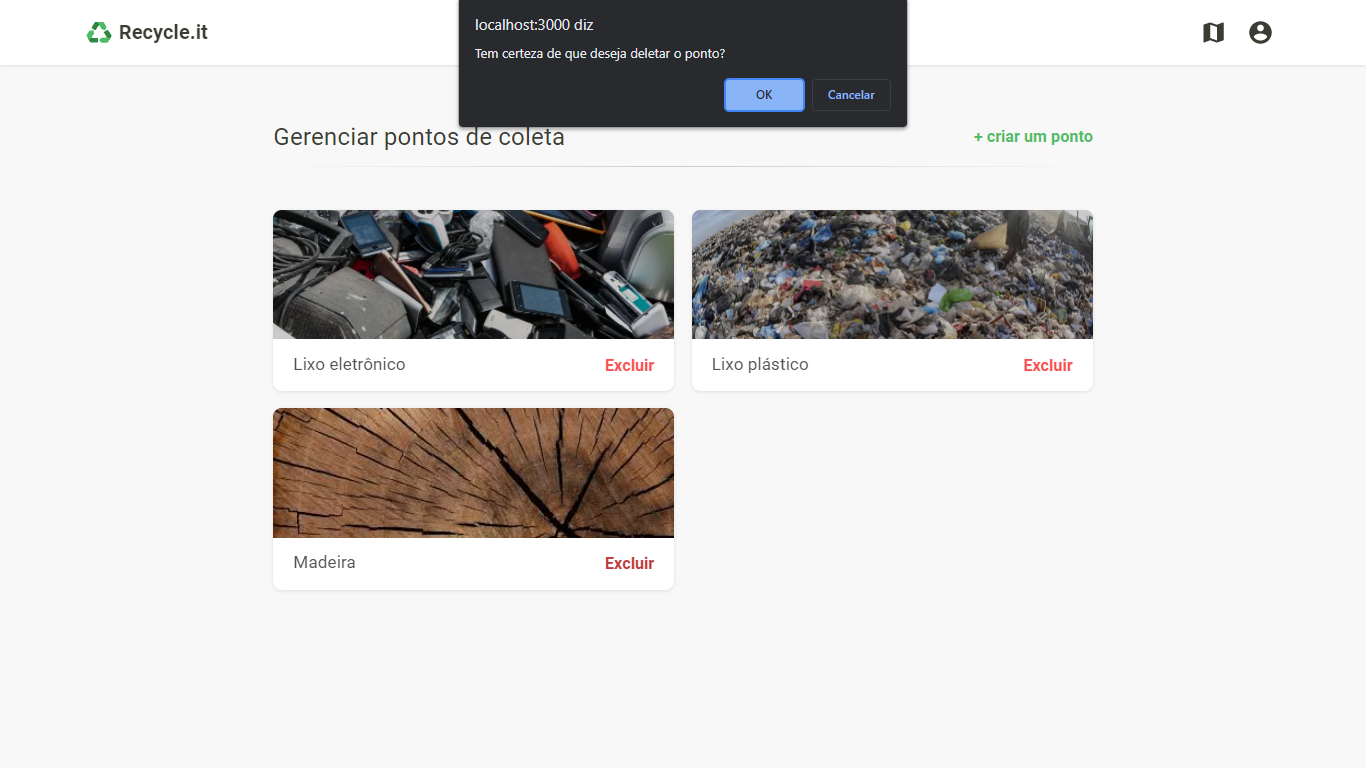 Recycle.it
localhost:3000 diz
Tem certeza de que deseja deletar o ponto?
OK
Cancelar
Gerenciar pontos de coleta
+ criar um ponto
Lixo eletrônico
Excluir
Lixo plástico
Excluir
Madeira
Excluir